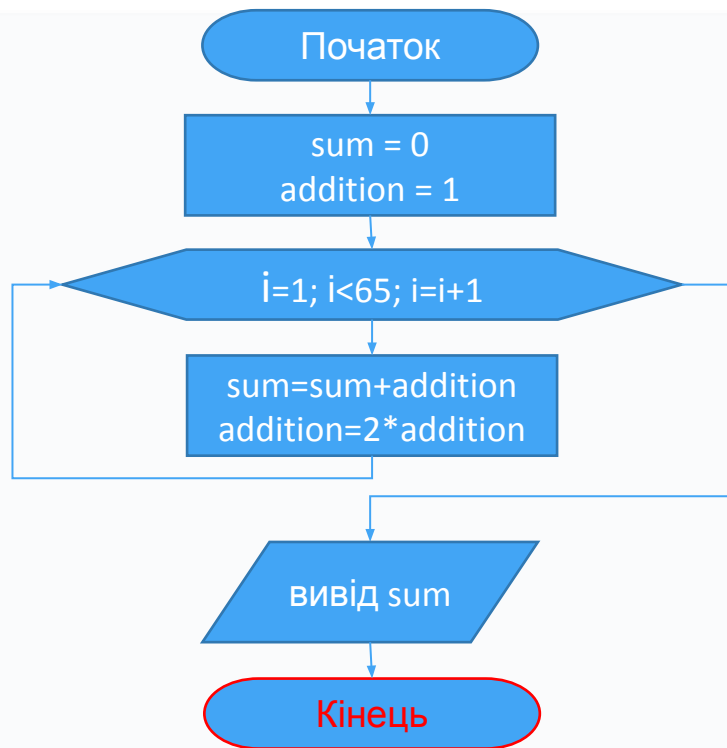 Початок
sum = 0
addition = 1
i=1; i<65; i=i+1
sum=sum+addition
addition=2*addition
вивід sum
Кінець